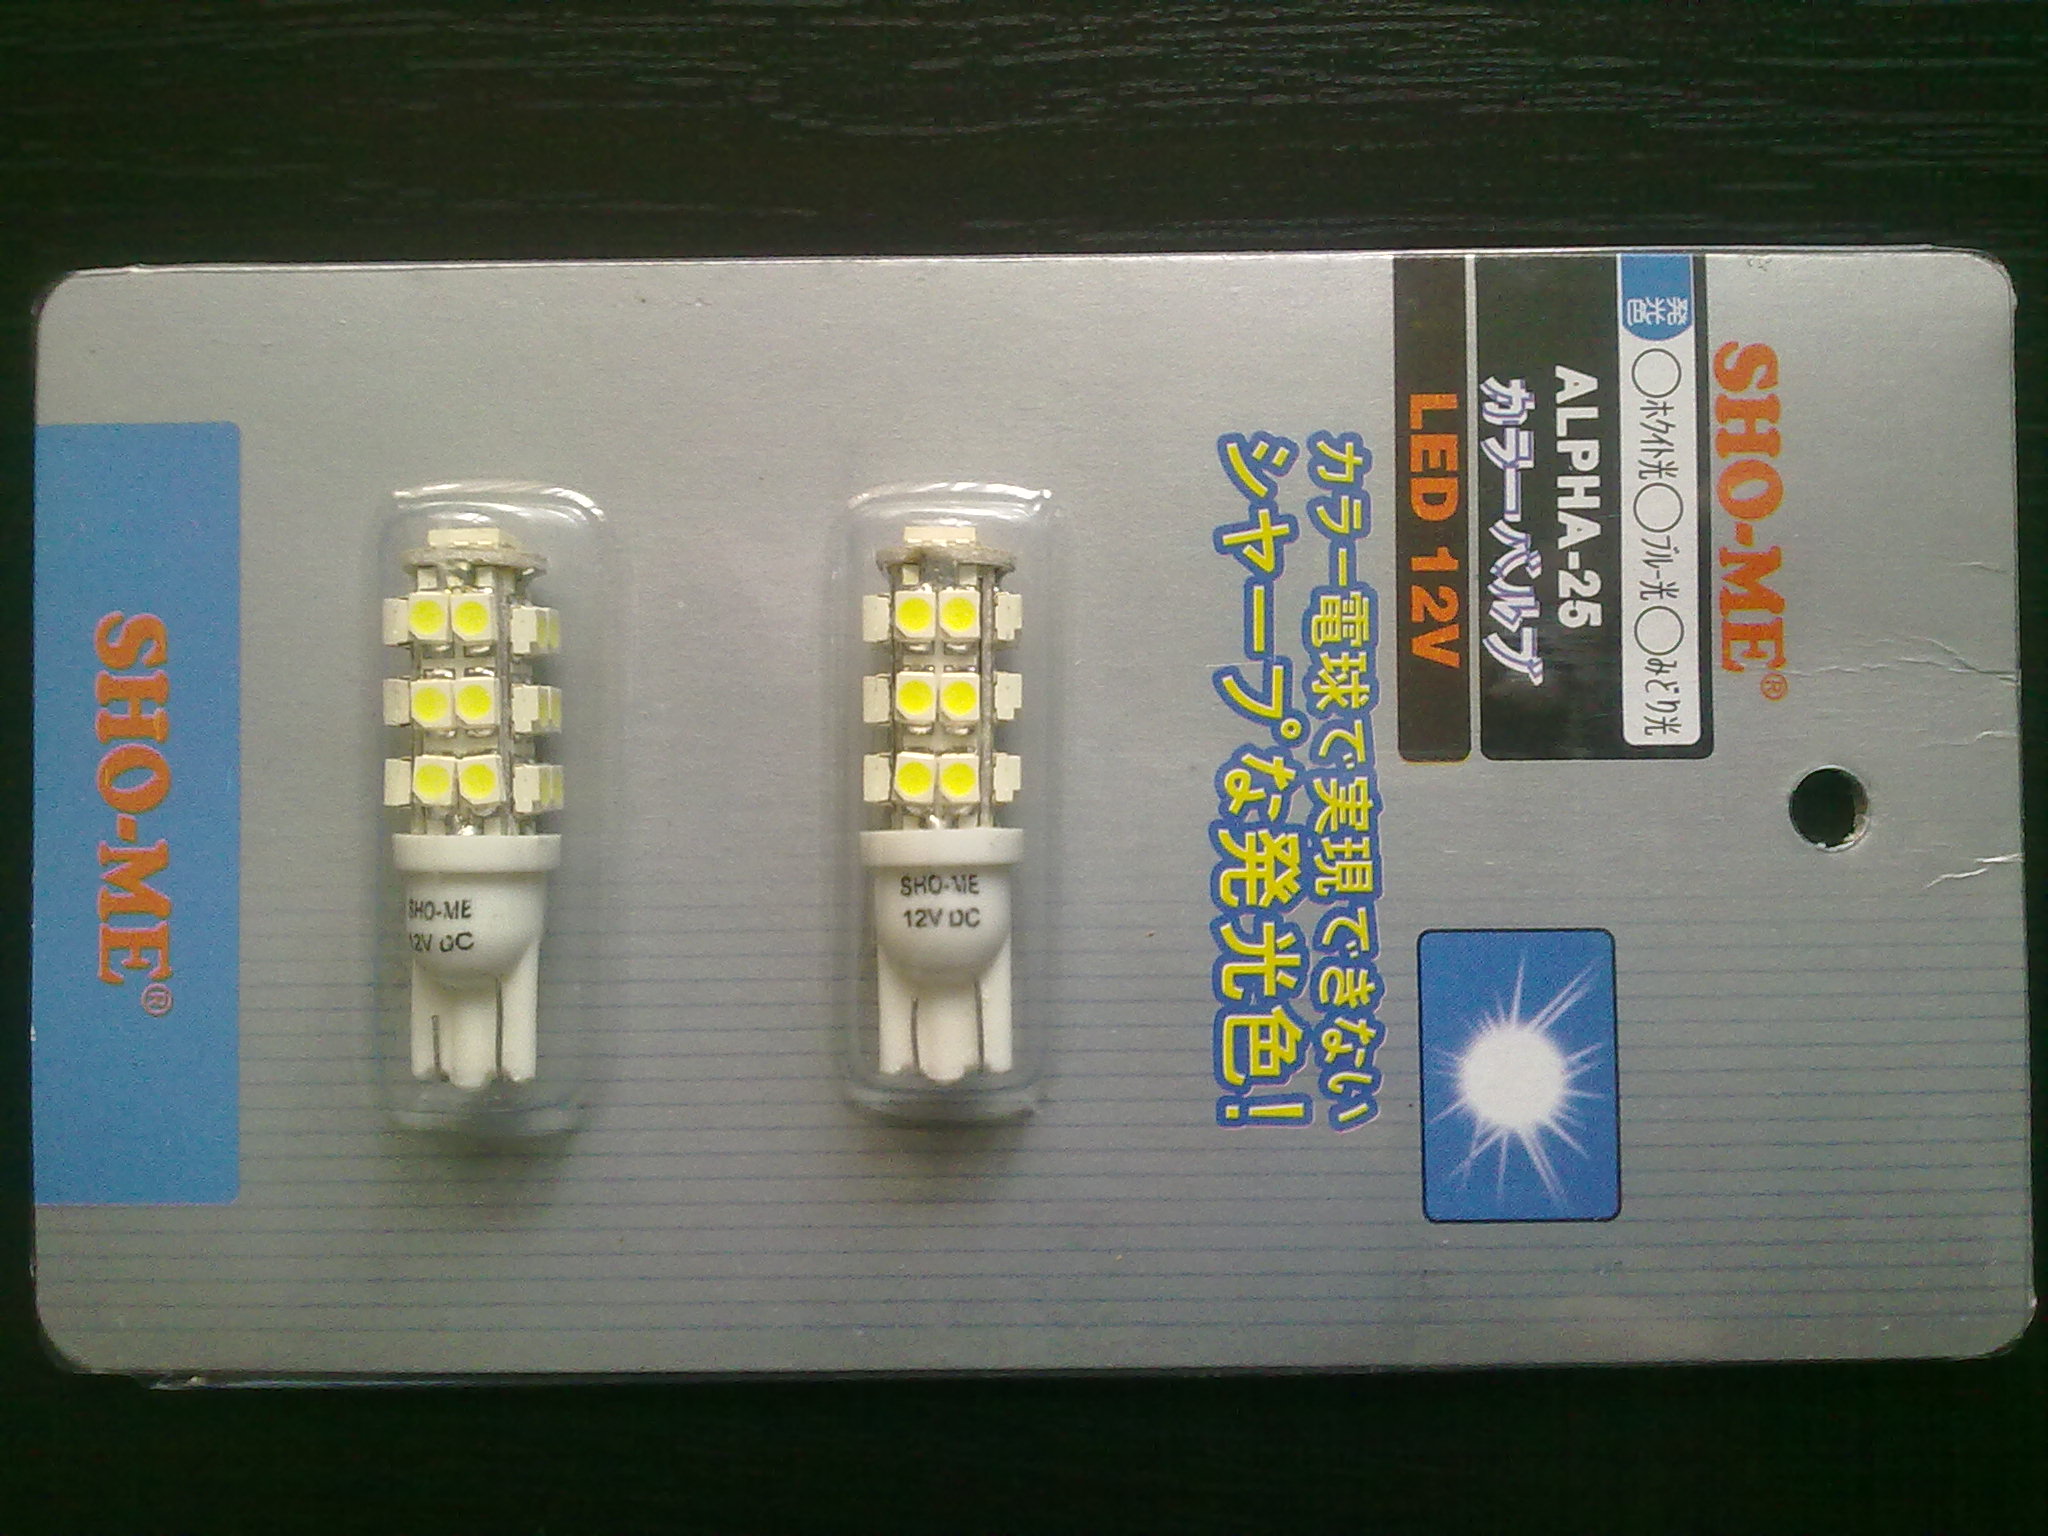 SHO-ME®
発光色
○ホワイト光○ブルー光○みどり光
ALPHA-25
カラーバルブ
LED 12V
カラー電球で実現できない
シャープな発光色!
SHO-ME
12V DC
SHO-ME
12V DC
SHO-ME®